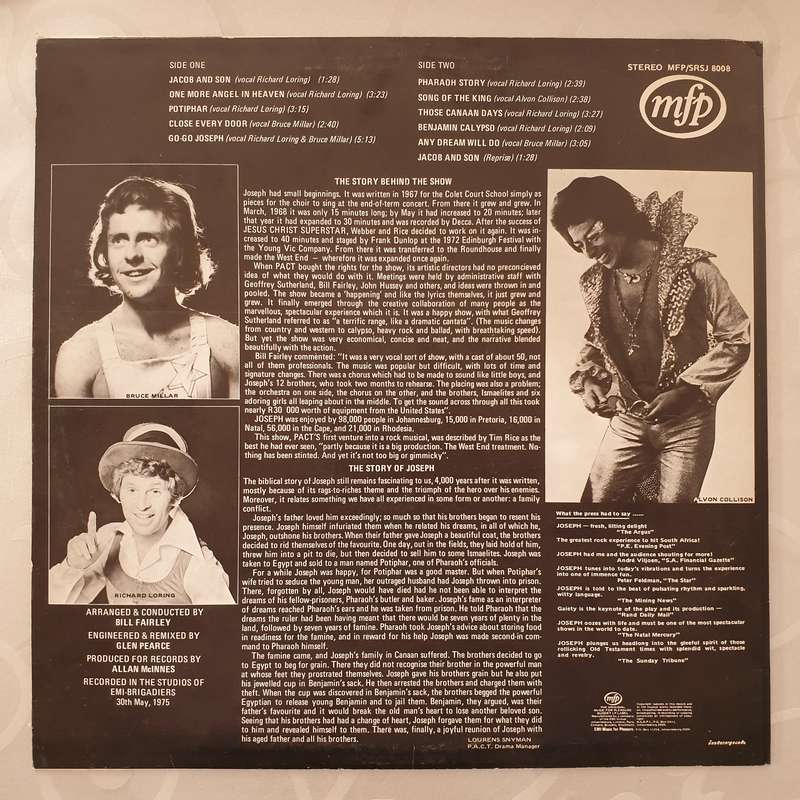 SIDE ONE
JACOB AND SON (vocal Richard Loring) (1:28)
ONE MORE ANGEL IN HEAVEN (vocal Richard Loring) (3:23)
POTIPHAR (vocal Richard Loring) (3:15)
CLOSE EVERY DOOR (vocal Bruce Millar) (2:40)
GO-GO JOSEPH (vocal Richard Loring & Bruce Millar) (5:13)
SIDE TWO
PHARAOH STORY (vocal Richard Loring) (2:39)
SONG OF THE KING (vocal Alvon Collison) (2:38)
THOSE CANAAN DAYS (vocal Richard Loring) (3:27)
BENJAMIN CALYPSO (vocal Richard Loring) (2:09)
ANY DREAM WILL DO (vocal Bruce Millar) (3:05)
JACOB AND SON (Reprise) (1:28)
STEREO MFP/SRSJ 8008
mfp
THE STORY BEHIND THE SHOW
Joseph had small beginnings. It was written in 1967 for the Colet Court School simply as
pieces for the choir to sing at the end-of-term concert. From there it grew and grew. In
March, 1968 it was only 15 minutes long; by May it had increased to 20 minutes; later
that year it had expanded to 30 minutes and was recorded by Decca. After the success of
JESUS CHRIST SUPERSTAR, Webber and Rice decided to work on it again. It was in-
creased to 40 minutes and staged by Frank Dunlop at the 1972 Edinburgh Festival with
the Young Vic Company. From there it was transferred to the Roundhouse and finally
made the West End — wherefore it was expanded once again.
When PACT bought the rights for the show, its artistic directors had no preconcieved
idea of what they would do with it. Meetings were held by administrative staff with
Geoffrey Sutherland, Bill Fairley, John Hussey and others, and ideas were thrown in and
pooled. The show became a 'happening' and like the lyrics themselves, it just grew and
grew. It finally emerged through the creative collaboration of many people as the
marvellous, spectacular experience which it is. It was a happy show, with what Geoffrey
Sutherland referred to as "a terrific range, like a dramatic cantata". (The music changes
from country and western to calypso, heavy rock and ballad, with breathtaking speed).
But yet the show was very economical, concise and neat, and the narrative blended
beautifully with the action.
Bill Fairley commented: "It was a very vocal sort of show, with a cast of about 50, not
all of them professionals. The music was popular but difficult, with lots of time and
signature changes. There was a chorus which had to be made to sound like little boys, and
Joseph's 12 brothers, who took two months to rehearse. The placing was also a problem;
the orchestra on one side, the chorus on the other, and the brothers, Ismaelites and six
adoring girls all leaping about in the middle. To get the sound across through all this took
nearly R30 000 worth of equipment from the United States".
JOSEPH was enjoyed by 98,000 people in Johannesburg, 15,000 in Pretoria, 16,000 in
Natal, 56,000 in the Cape, and 21,000 in Rhodesia.
This show, PACT'S first venture into a rock musical, was described by Tim Rice as the
best he had ever seen, "partly because it is a big production. The West End treatment. No-
thing has been stinted. And yet it's not too big or gimmicky".
THE STORY OF JOSEPH
The biblical story of Joseph still remains fascinating to us, 4,000 years after it was written,
mostly because of its rags-to-riches theme and the triumph of the hero over his enemies.
Moreover, it relates something we have all experienced in some form or another: a family
conflict.
Joseph's father loved him exceedingly; so much so that his brothers began to resent his
presence. Joseph himself infuriated them when he related his dreams, in all of which he,
Joseph, outshone his brothers. When their father gave Joseph a beautiful coat, the brothers
decided to rid themselves of the favourite. One day, out in the fields, they laid hold of him,
threw him into a pit to die, but then decided to sell him to some Ismaelites. Joseph was
taken to Egypt and sold to a man named Potiphar, one of Pharaoh's officials.
For a while Joseph was happy, for Potiphar was a good master. But when Potiphar's
wife tried to seduce the young man, her outraged husband had Joseph thrown into prison.
There, forgotten by all, Joseph would have died had he not been able to interpret the
dreams of his fellow-prisoners, Pharaoh's butler and baker. Joseph's fame as an interpreter
of dreams reached Pharaoh's ears and he was taken from prison. He told Pharaoh that the
dreams the ruler had been having meant that there would be seven years of plenty in the
land, followed by seven years of famine. Pharaoh took Joseph's advice about storing food
in readiness for the famine, and in reward for his help Joseph was made second-in-com-
mand to Pharaoh himself.
The famine came, and Joseph's family in Canaan suffered. The brothers decided to go
to Egypt to beg for grain. There they did not recognise their brother in the powerful man
at whose feet they prostrated themselves. Joseph gave his brothers grain but he also put
his jewelled cup in Benjamin's sack. He then arrested the brothers and charged them with
theft. When the cup was discovered in Benjamin's sack, the brothers begged the powerful
Egyptian to release young Benjamin and to jail them. Benjamin, they argued, was their
father's favourite and it would break the old man's heart to lose another beloved son.
Seeing that his brothers had had a change of heart, Joseph forgave them for what they did
to him and revealed himself to them. There was, finally, a joyful reunion of Joseph with
his aged father and all his brothers.
LOURENS SNYMAN
P.A.C.T. Drama Manager
BRUCE MILLAR
RICHARD LORING
ARRANGED & CONDUCTED BY
BILL FAIRLEY
ENGINEERED & REMIXED BY
GLEN PEARCE
PRODUCED FOR RECORDS BY
ALLAN McINNES
RECORDED IN THE STUDIOS OF
EMI-BRIGADIERS
30th May, 1975
ALVON COLLISON
What the press had to say .....
JOSEPH — fresh, lilting delight
"The Argus"
The greatest rock experience to hit South Africa!
"P.E. Evening Post"
JOSEPH had me and the audience shouting for more!
André Viljoen, "S.A. Financial Gazette"
JOSEPH tunes into today's vibrations and turns the experience
into one of immense fun.
Peter Feldman, "The Star"
JOSEPH is told to the beat of pulsating rhythm and sparkling,
witty language.
"The Mining News"
Gaiety is the keynote of the play and its production —
"Rand Daily Mail"
JOSEPH oozes with life and must be one of the most spectacular
shows in the world to date.
"The Natal Mercury"
JOSEPH plunges us headlong into the gleeful spirit of those
rollicking Old Testament times with splendid wit, spectacle
and revelry.
"The Sunday Tribune"
mfp
interpak